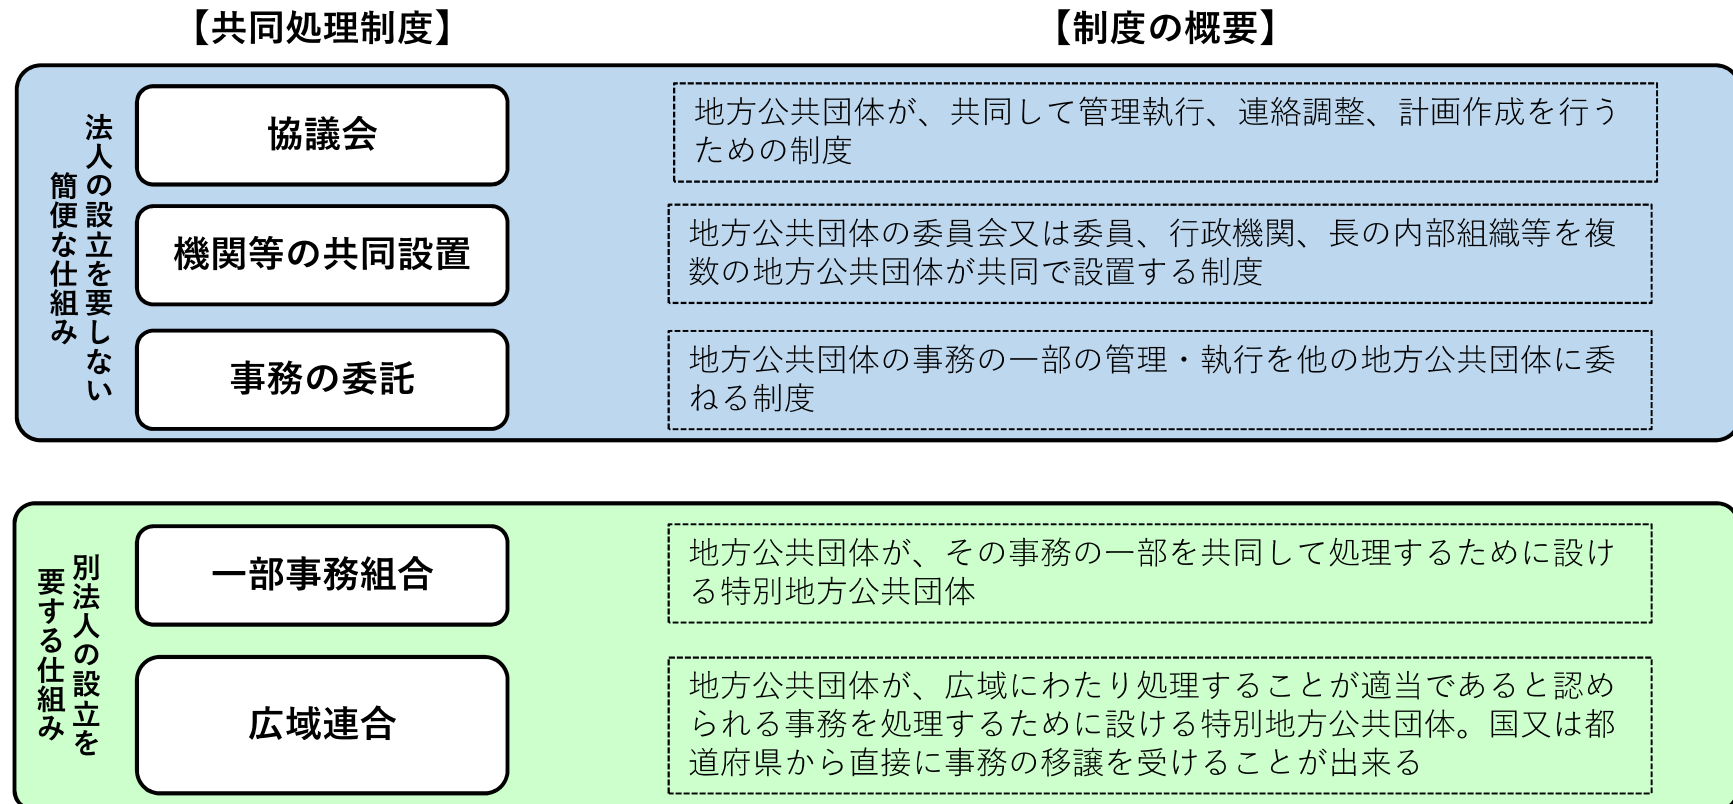 【共同処理制度】
【制度の概要】
法人の設立を要しない
簡便な仕組み
協議会
地方公共団体が、共同して管理執行、連絡調整、計画作成を行う
ための制度
機関等の共同設置
地方公共団体の委員会又は委員、行政機関、長の内部組織等を複
数の地方公共団体が共同で設置する制度
事務の委託
地方公共団体の事務の一部の管理・執行を他の地方公共団体に委
ねる制度
別法人の設立を
要する仕組み
一部事務組合
地方公共団体が、その事務の一部を共同して処理するために設け
る特別地方公共団体
広域連合
地方公共団体が、広域にわたり処理することが適当であると認め
られる事務を処理するために設ける特別地方公共団体。国又は都
道府県から直接に事務の移譲を受けることが出来る